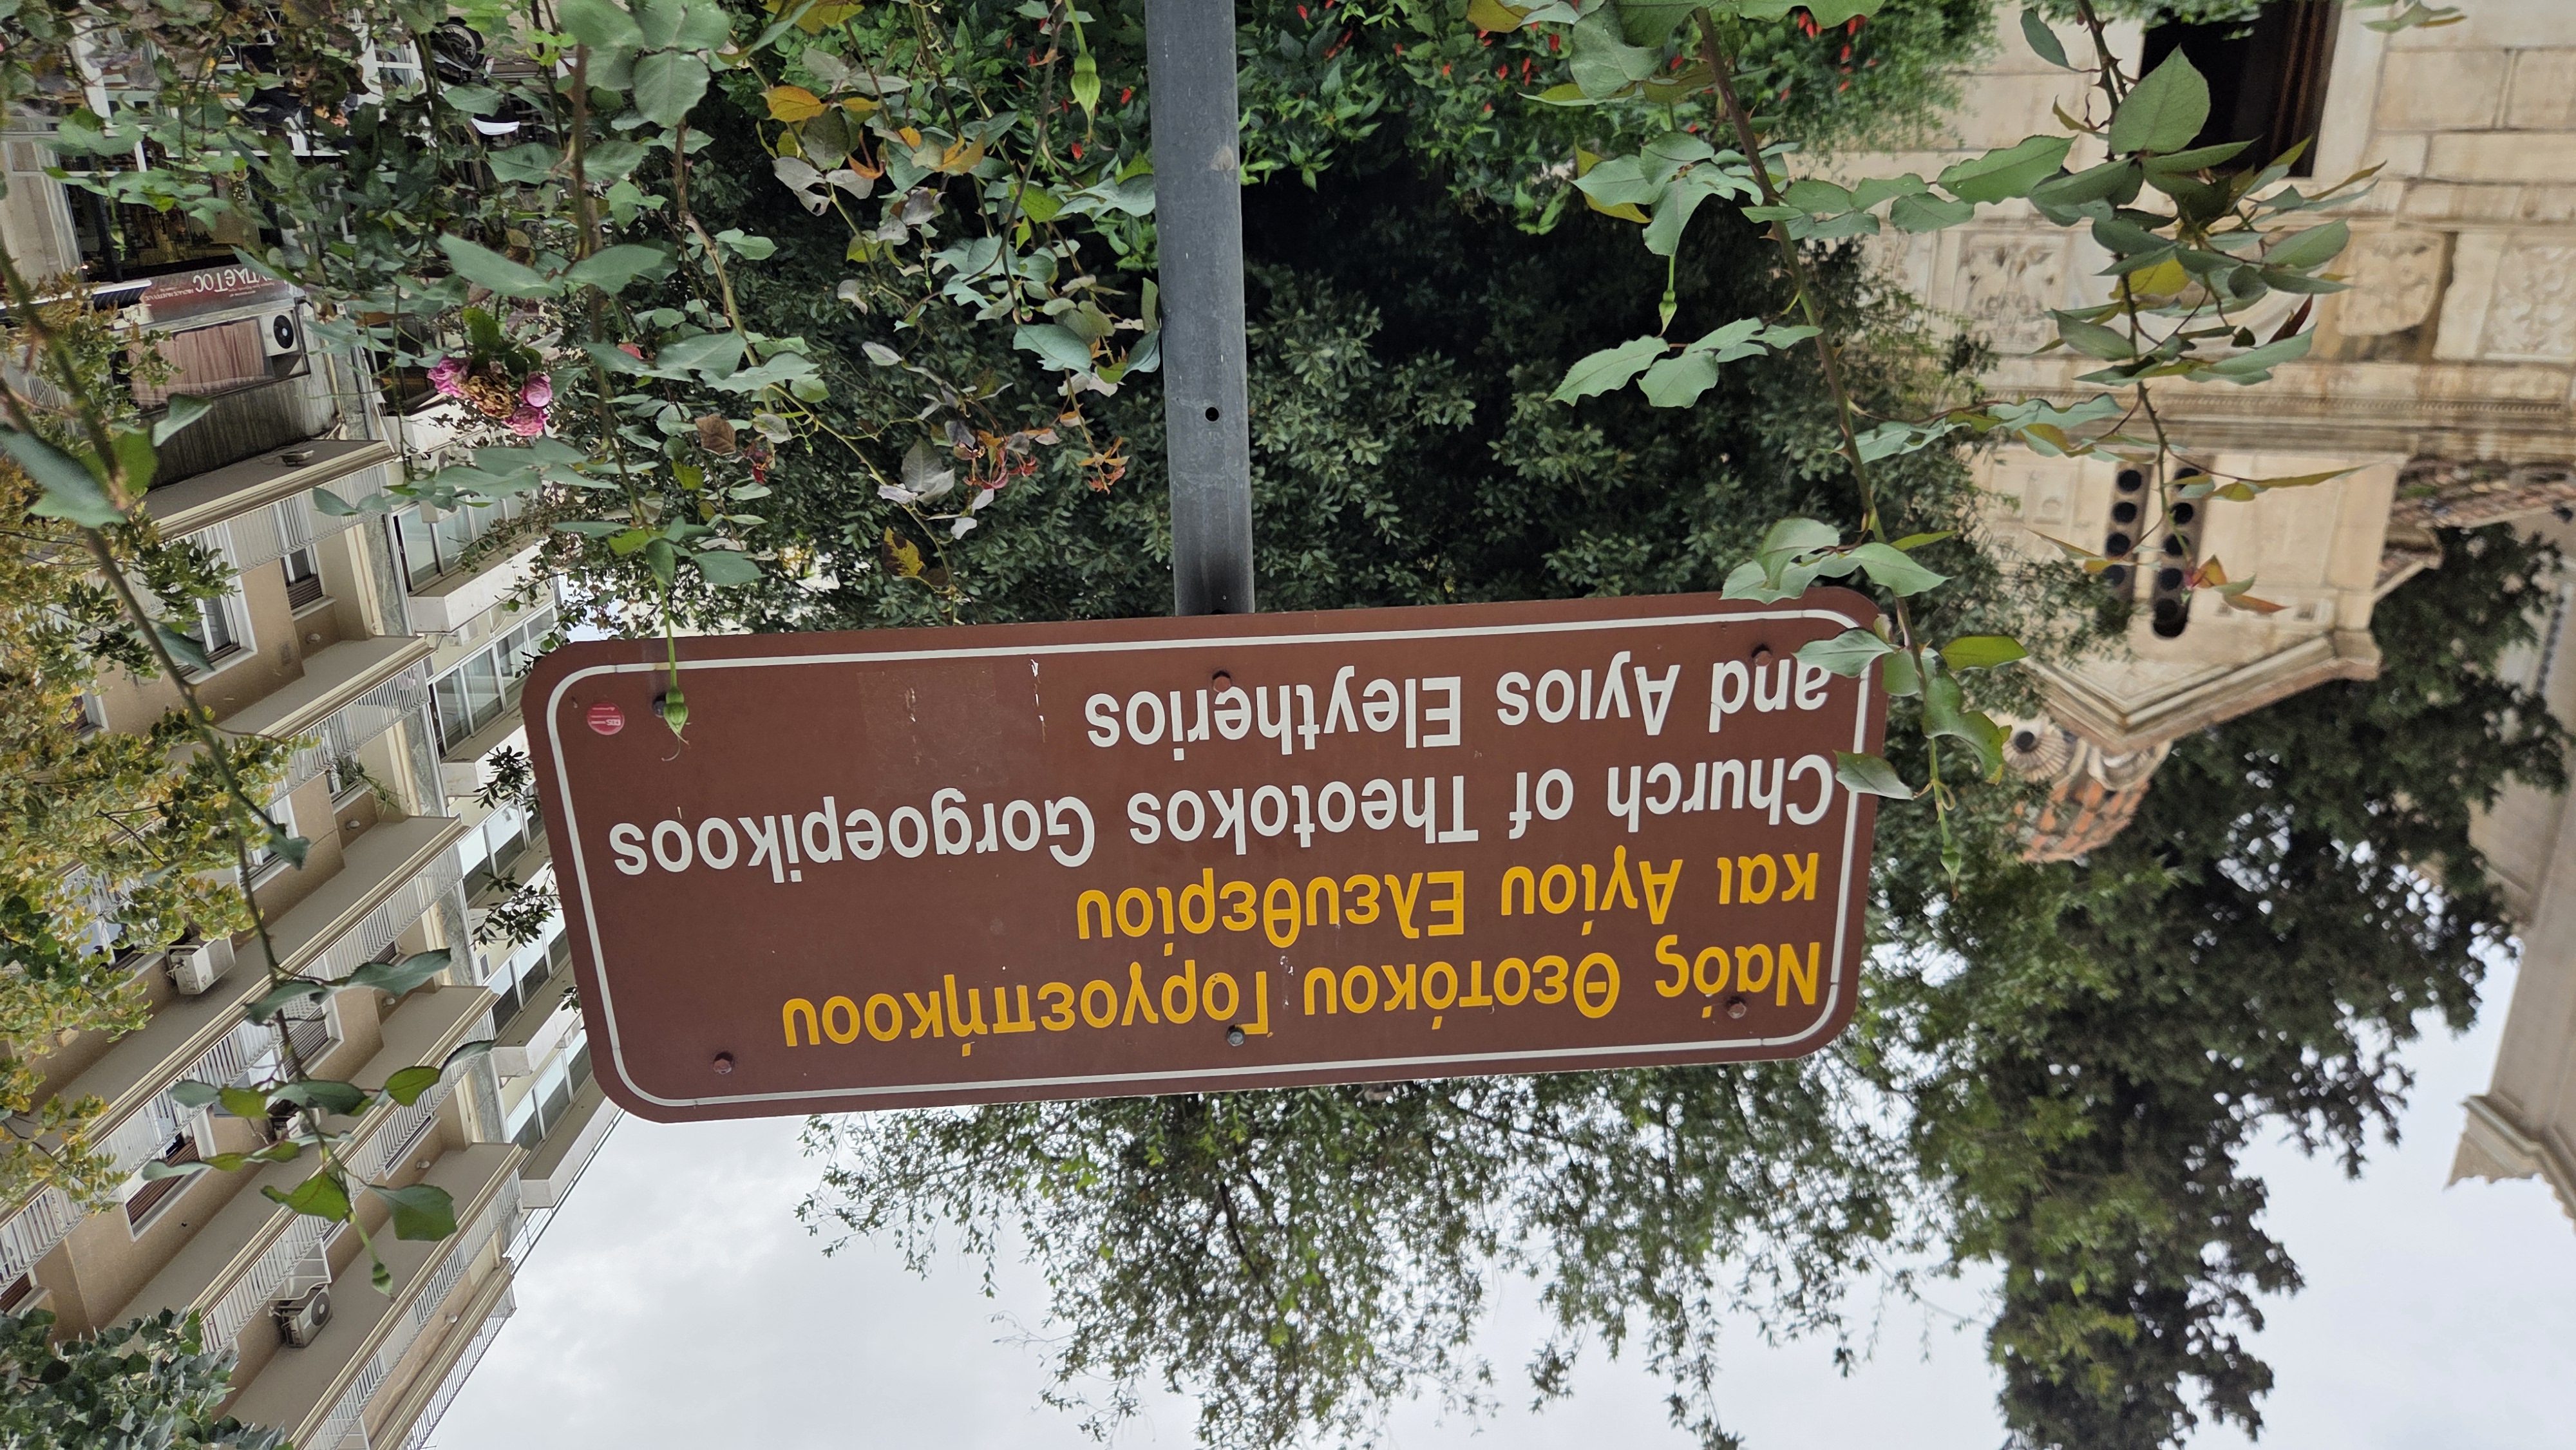 Ναός Θεοτόκου Γοργοεπήκοου
και Αγίου Ελευθερίου
Church of Theotokos Gorgoepikoos
and Ayios Eleytherios